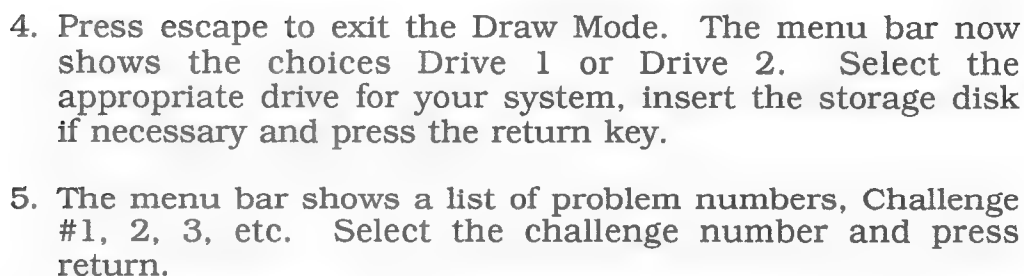 4. Press escape to exit the Draw Mode. The menu bar now
shows the choices Drive 1 or Drive 2. Select the
appropriate drive for your system, insert the storage disk
if necessary and press the return key.
5. The menu bar shows a list of problem numbers, Challenge
#1, 2, 3, etc. Select the challenge number and press
return.